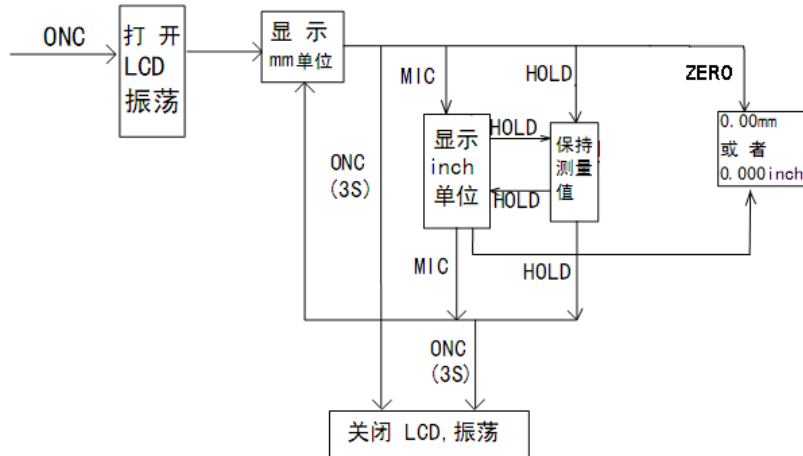 ONC
打 开
LCD
振荡
显 示
mm单位
MIC
HOLD
ZERO
ONC
(3S)
显示
inch
单位
HOLD
HOLD
保持
测量
值
0.00mm
或 者
0.000inch
MIC
HOLD
ONC
(3S)
关闭 LCD,振荡